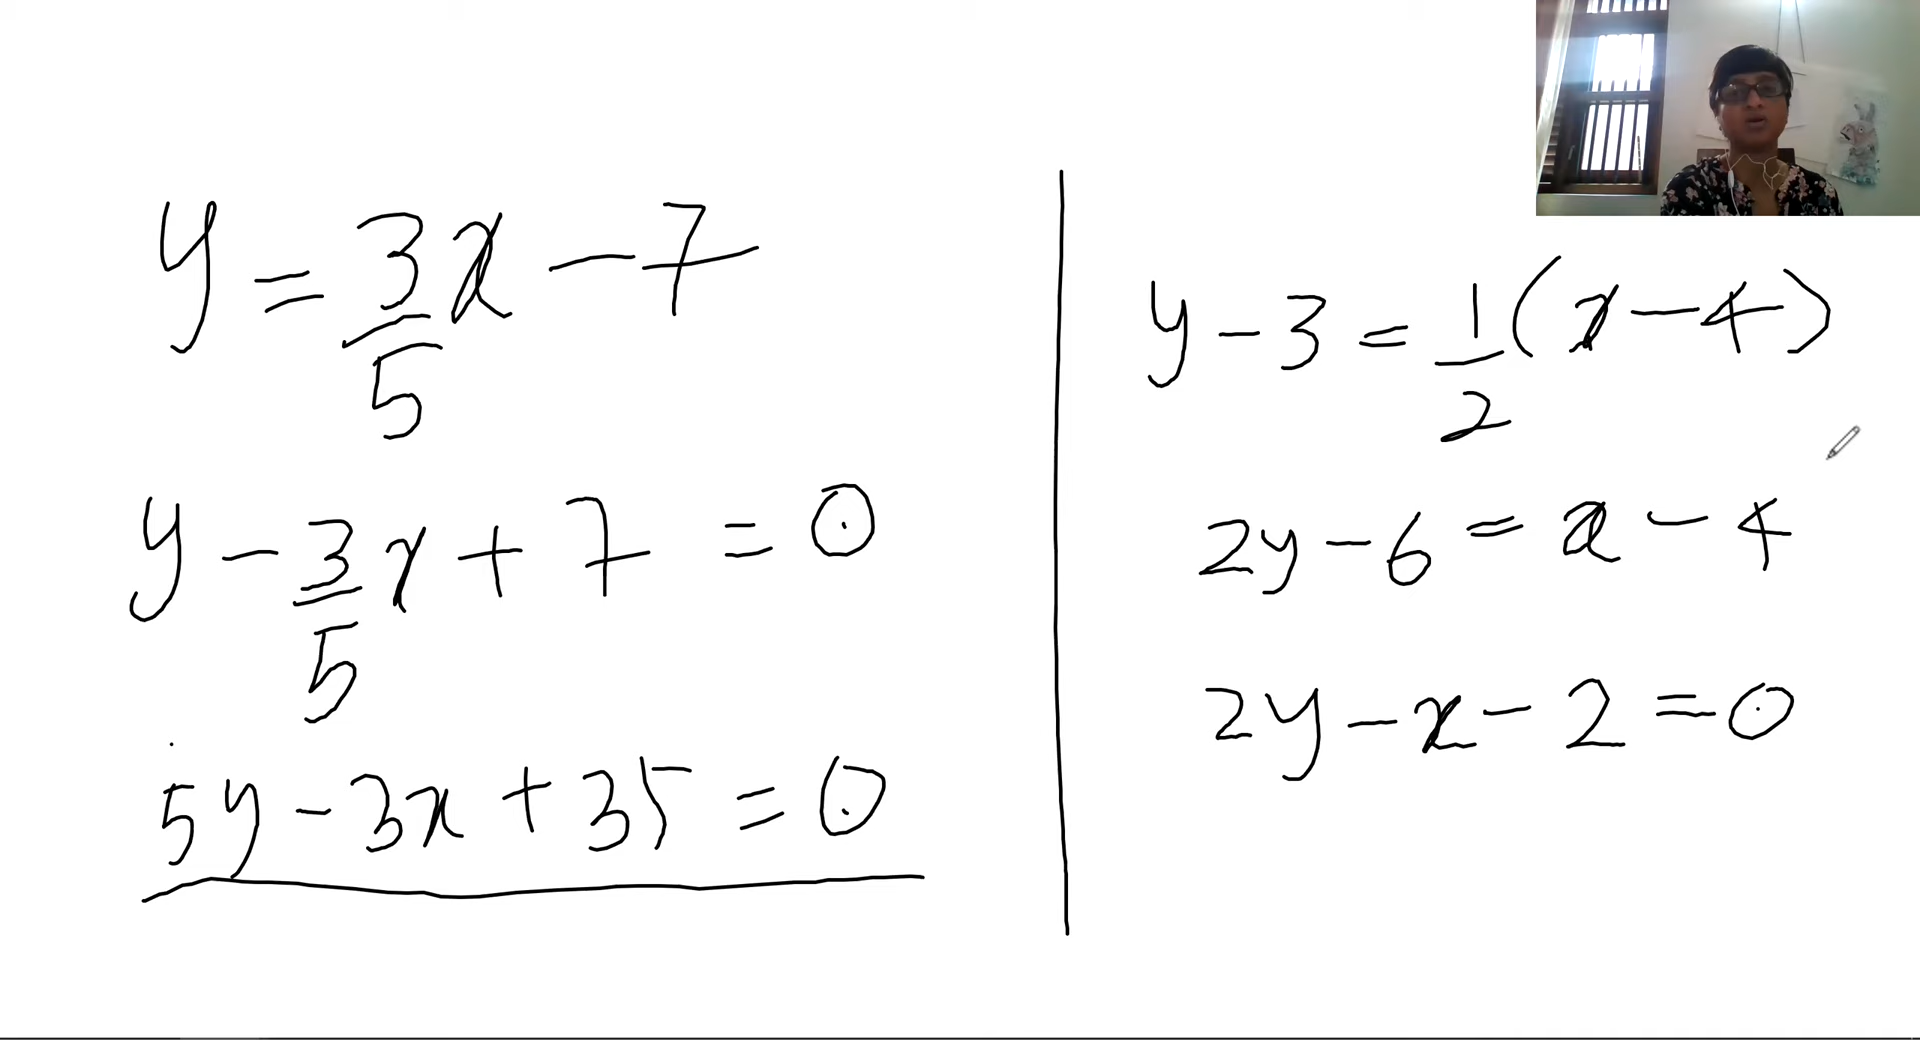 y = 3/5 x - 7
y - 3/5 x + 7 = 0
5y - 3x + 35 = 0
y - 3 = 1/2 (x - 4)
2y - 6 = x - 4
2y - x - 2 = 0